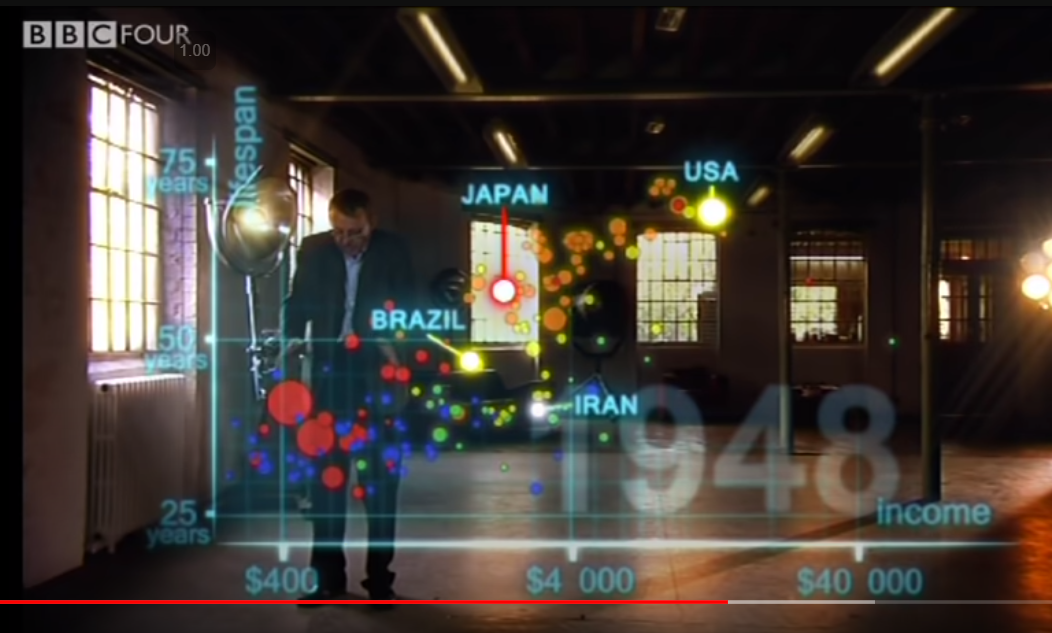 BBC FOUR
1.00
lifespan
75
years
USA
JAPAN
BRAZIL
50
years
IRAN
1948
25
years
income
$400
$4 000
$40 000